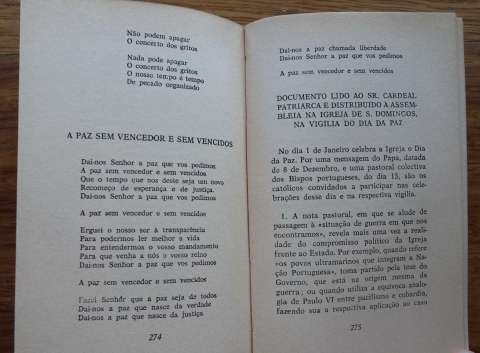 Não podem apagar
O concerto dos gritos
Nada pode apagar
O concerto dos gritos
O nosso tempo é tempo
De pecado organizado
A PAZ SEM VENCEDOR E SEM VENCIDOS
Dai-nos Senhor a paz que vos pedimos
A paz sem vencedor e sem vencidos
Que o tempo que nos deste seja um novo
Recomeço de esperança e de justiça.
Dai-nos Senhor a paz que vos pedimos
A paz sem vencedor e sem vencidos
Erguei o nosso ser à transparência
Para podermos ler melhor a vida
Para entendermos o vosso mandamento
Para que venha a nós o vosso reino
Dai-nos Senhor a paz que vos pedimos
A paz sem vencedor e sem vencidos
Fazei Senhor que a paz seja de todos
Dai-nos a paz que nasce da verdade
Dai-nos a paz que nasce da justiça
274
Dai-nos a paz chamada liberdade
Dai-nos Senhor a paz que vos pedimos
A paz sem vencedor e sem vencidos
DOCUMENTO LIDO AO SR. CARDEAL
PATRIARCA E DISTRIBUÍDO À ASSEM-
BLEIA NA IGREJA DE S. DOMINGOS,
NA VIGÍLIA DO DIA DA PAZ
No dia 1 de Janeiro celebra a Igreja o Dia
da Paz. Por uma mensagem do Papa, datada
de 8 de Dezembro, e uma pastoral colectiva
dos Bispos portugueses, do dia 13, são os
católicos convidados a participar nas cele-
brações desse dia e na respectiva vigília.
1. A nota pastoral, em que se alude de
passagem à «situação de guerra em que nos
encontramos», revela mais uma vez a reali-
dade do compromisso político da Igreja
frente ao Estado. Por exemplo, quando refere
«os povos ultramarinos que integram a Na-
ção Portuguesa», toma partido pela tese do
Governo, que está na origem mesma da
guerra; ou quando utiliza a equívoca analo-
gia de Paulo VI entre pacifismo e cobardia,
fazendo sua a respectiva aplicação ao caso
275